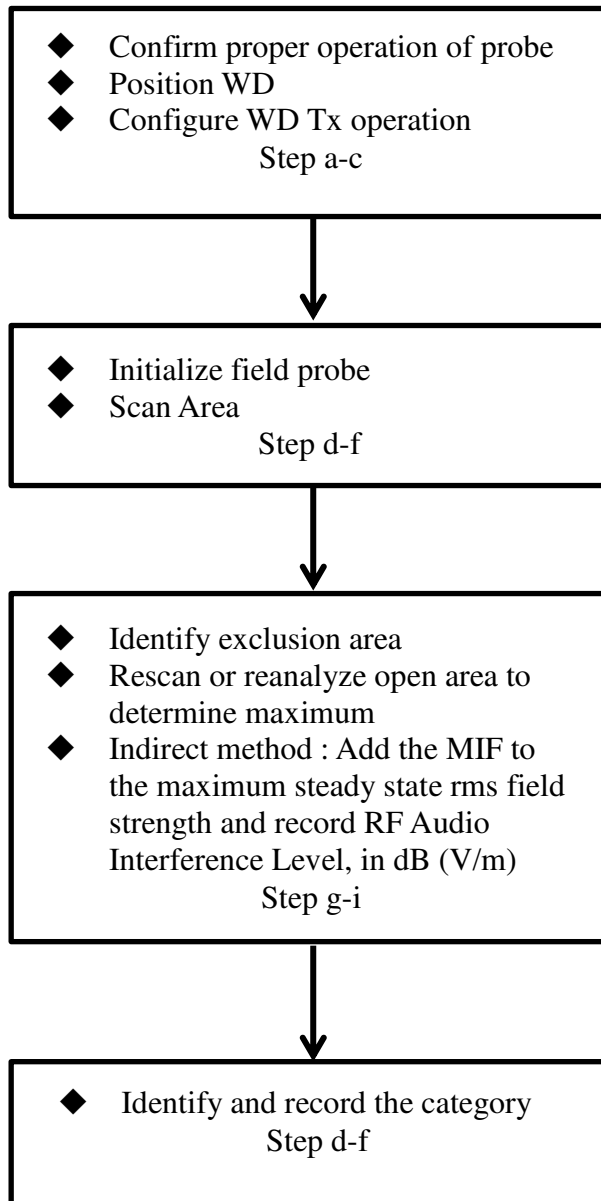 ◆ Confirm proper operation of probe
◆ Position WD
◆ Configure WD Tx operation
Step a-c
◆ Initialize field probe
◆ Scan Area
Step d-f
◆ Identify exclusion area
◆ Rescan or reanalyze open area to
determine maximum
◆ Indirect method : Add the MIF to
the maximum steady state rms field
strength and record RF Audio
Interference Level, in dB (V/m)
Step g-i
◆ Identify and record the category
Step d-f